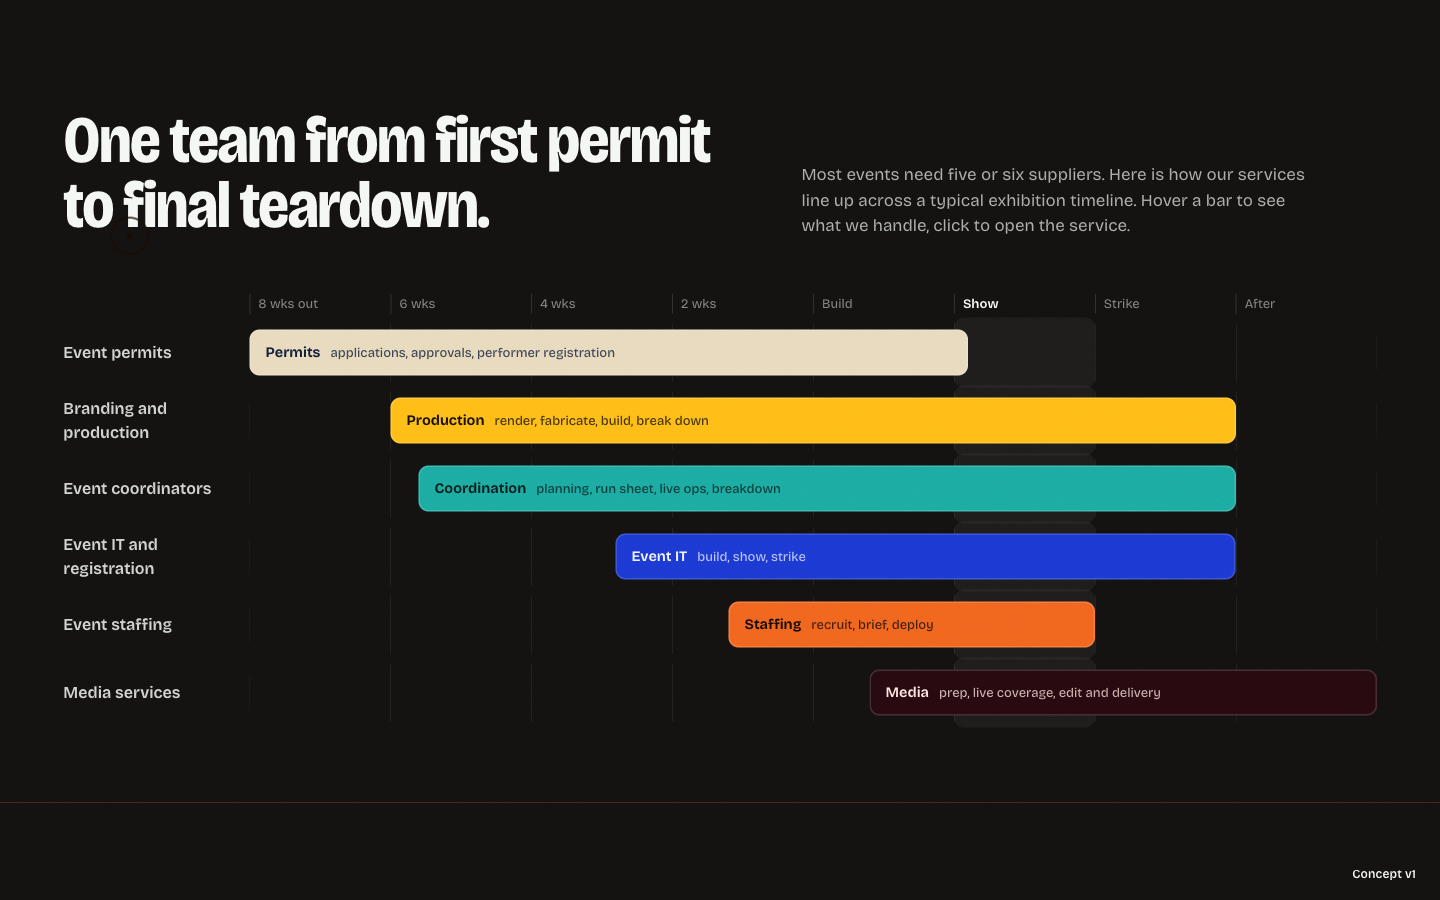 One team from first permit
to final teardown.
Most events need five or six suppliers. Here is how our services
line up across a typical exhibition timeline. Hover a bar to see
what we handle, click to open the service.
8 wks out 6 wks 4 wks 2 wks Build Show Strike After
Event permits
Permits applications, approvals, performer registration
Branding and
production
Production render, fabricate, build, break down
Event coordinators
Coordination planning, run sheet, live ops, breakdown
Event IT and
registration
Event IT build, show, strike
Event staffing
Staffing recruit, brief, deploy
Media services
Media prep, live coverage, edit and delivery
Concept v1